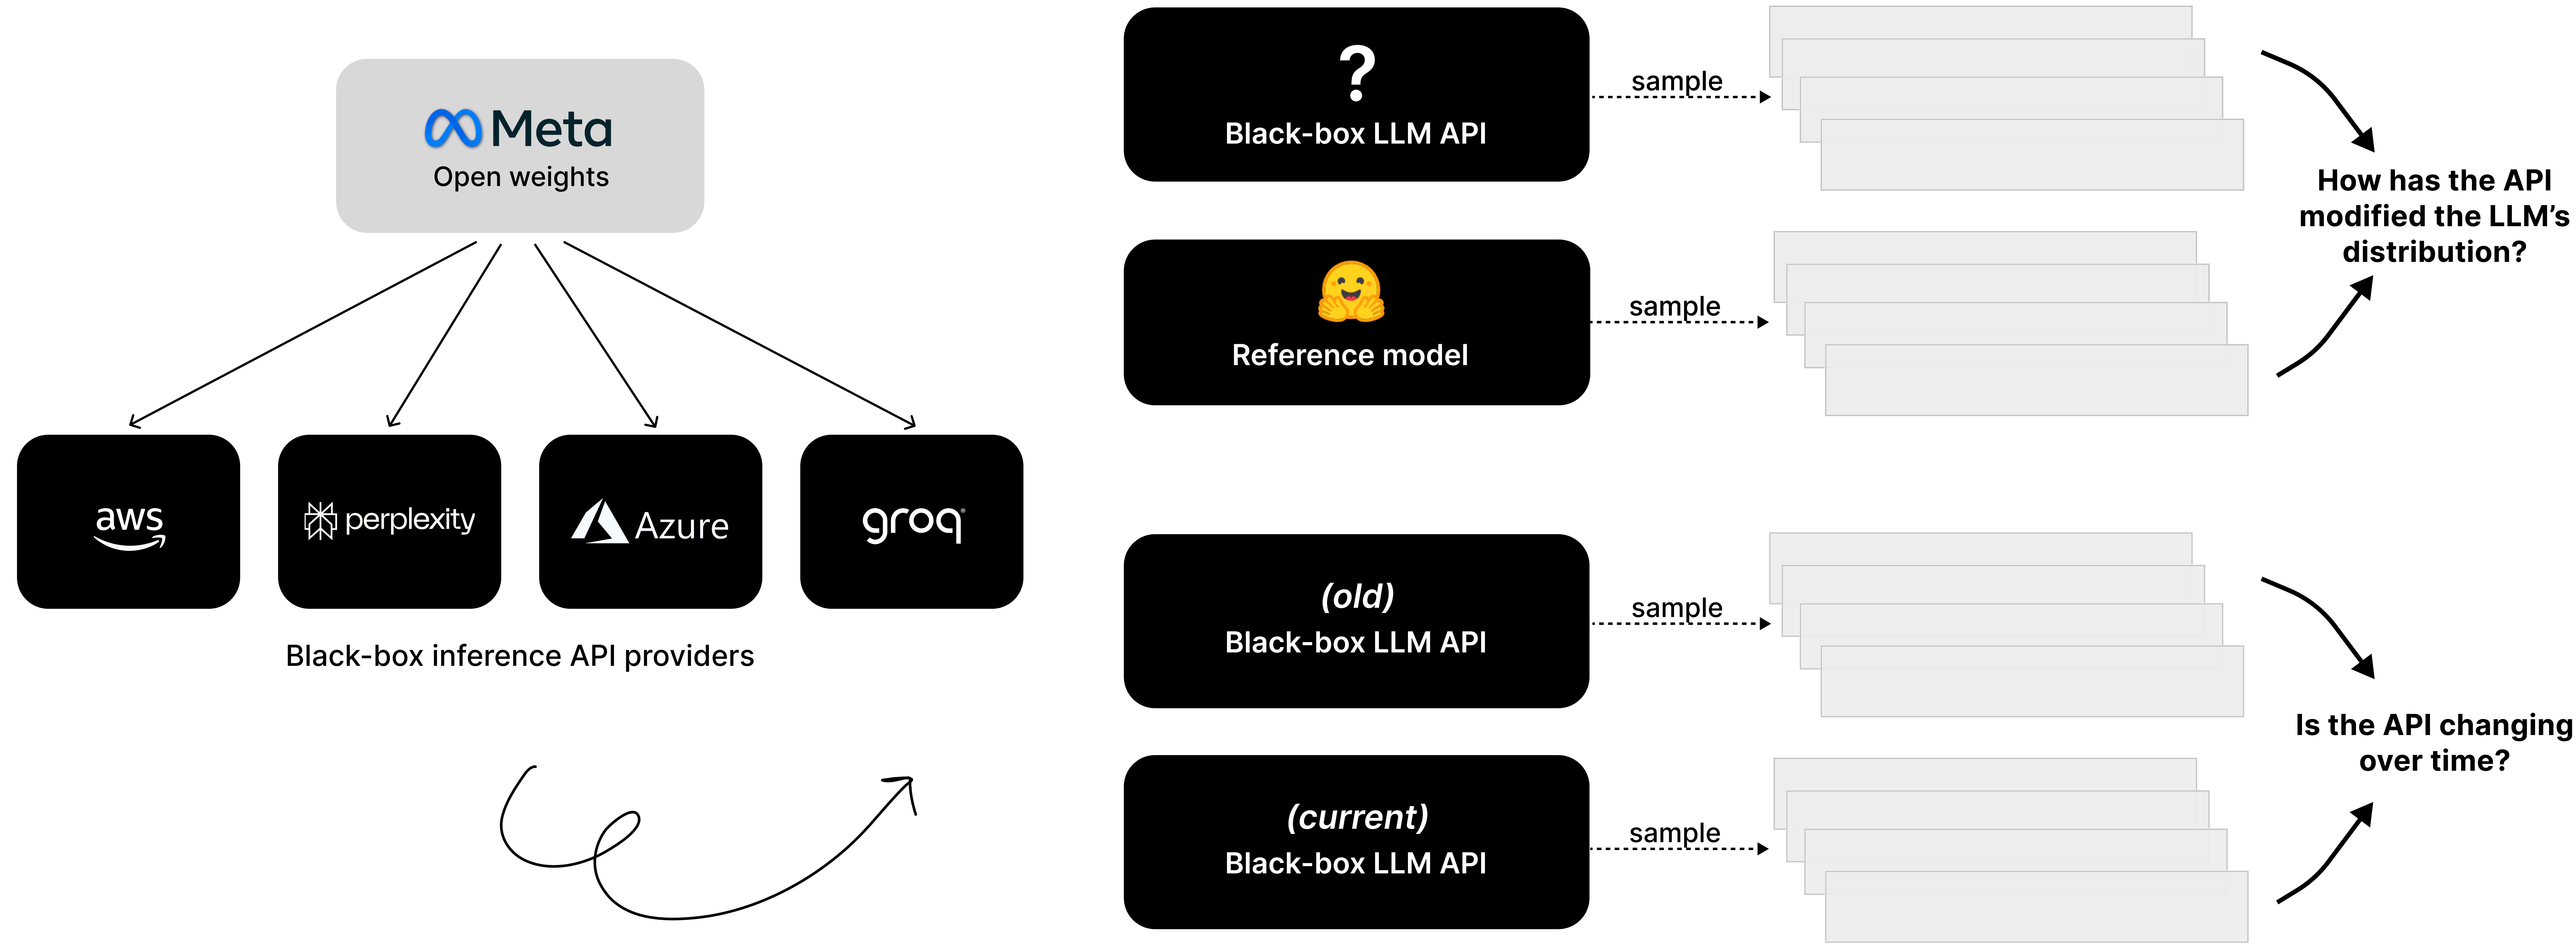 Meta
Open weights
aws
perplexity
Azure
groq
Black-box inference API providers
?
Black-box LLM API
sample
Reference model
sample
How has the API
modified the LLM’s
distribution?
(old)
Black-box LLM API
sample
(current)
Black-box LLM API
sample
Is the API changing
over time?